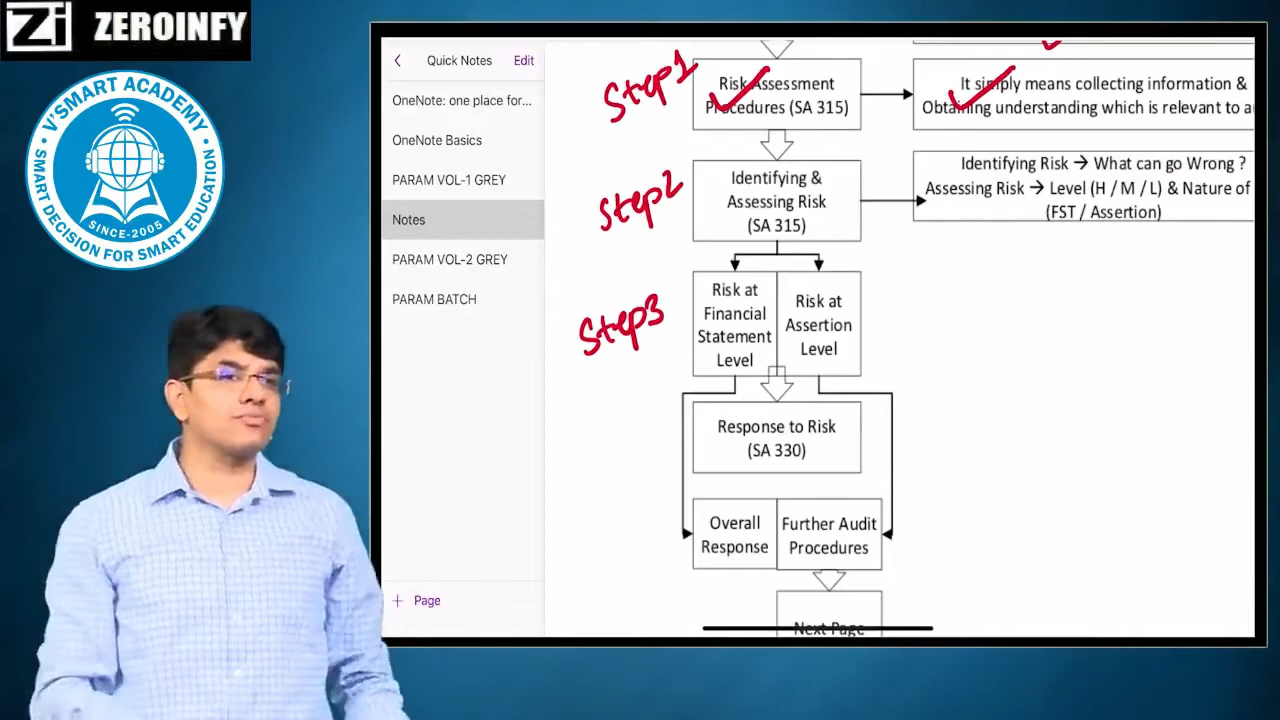 Zi ZEROINFY
V'SMART ACADEMY
SINCE-2005
SMART DECISION FOR SMART EDUCATION
Quick Notes
Edit
OneNote: one place for...
OneNote Basics
PARAM VOL-1 GREY
Notes
PARAM VOL-2 GREY
PARAM BATCH
+ Page
Step1
Risk Assessment
Procedures (SA 315)
It simply means collecting information &
Obtaining understanding which is relevant to
Step2
Identifying &
Assessing Risk
(SA 315)
Identifying Risk → What can go Wrong ?
Assessing Risk → Level (H / M / L) & Nature of
(FST / Assertion)
Step3
Risk at
Financial
Statement
Level
Risk at
Assertion
Level
Response to Risk
(SA 330)
Overall
Response
Further Audit
Procedures
Next Page